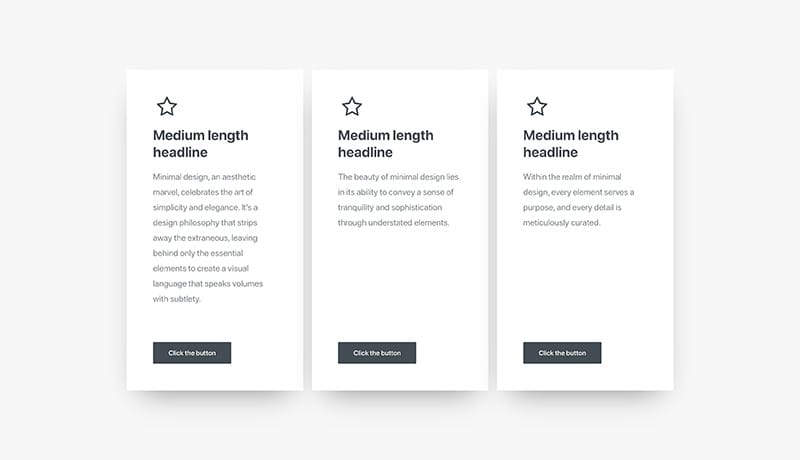 Medium length
headline
Minimal design, an aesthetic
marvel, celebrates the art of
simplicity and elegance. It's a
design philosophy that strips
away the extraneous, leaving
behind only the essential
elements to create a visual
language that speaks volumes
with subtlety.
Click the button
Medium length
headline
The beauty of minimal design lies
in its ability to convey a sense of
tranquility and sophistication
through understated elements.
Click the button
Medium length
headline
Within the realm of minimal
design, every element serves a
purpose, and every detail is
meticulously curated.
Click the button